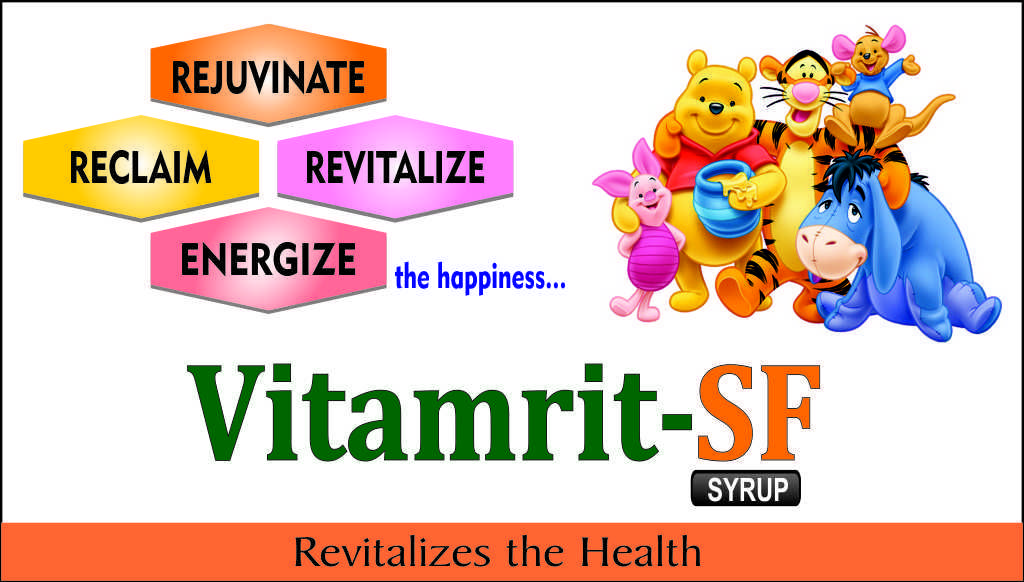 REJUVINATE
RECLAIM
REVITALIZE
ENERGIZE
the happiness...
Vitamrit-SF
SYRUP
Revitalizes the Health